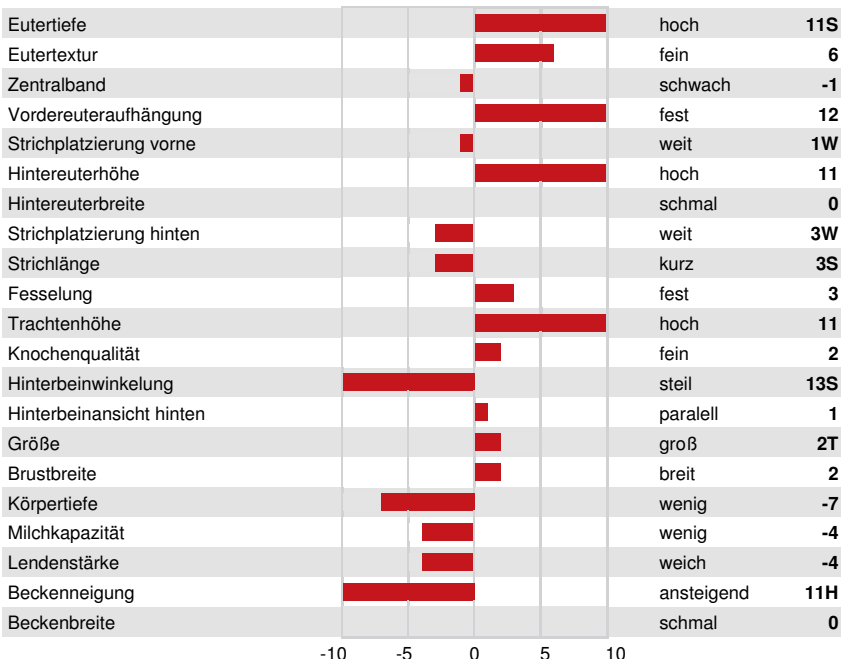 Eutertiefe hoch 11S
Eutertextur fein 6
Zentralband schwach -1
Vordereuteraufhängung fest 12
Strichplatzierung vorne weit 1W
Hintereuterhöhe hoch 11
Hintereuterbreite schmal 0
Strichplatzierung hinten weit 3W
Strichlänge kurz 3S
Fesselung fest 3
Trachtenhöhe hoch 11
Knochenqualität fein 2
Hinterbeinwinkelung steil 13S
Hinterbeinansicht hinten paralell 1
Größe groß 2T
Brustbreite breit 2
Körpertiefe wenig -7
Milchkapazität wenig -4
Lendenstärke weich -4
Beckenneigung ansteigend 11H
Beckenbreite schmal 0
-10 -5 0 5 10